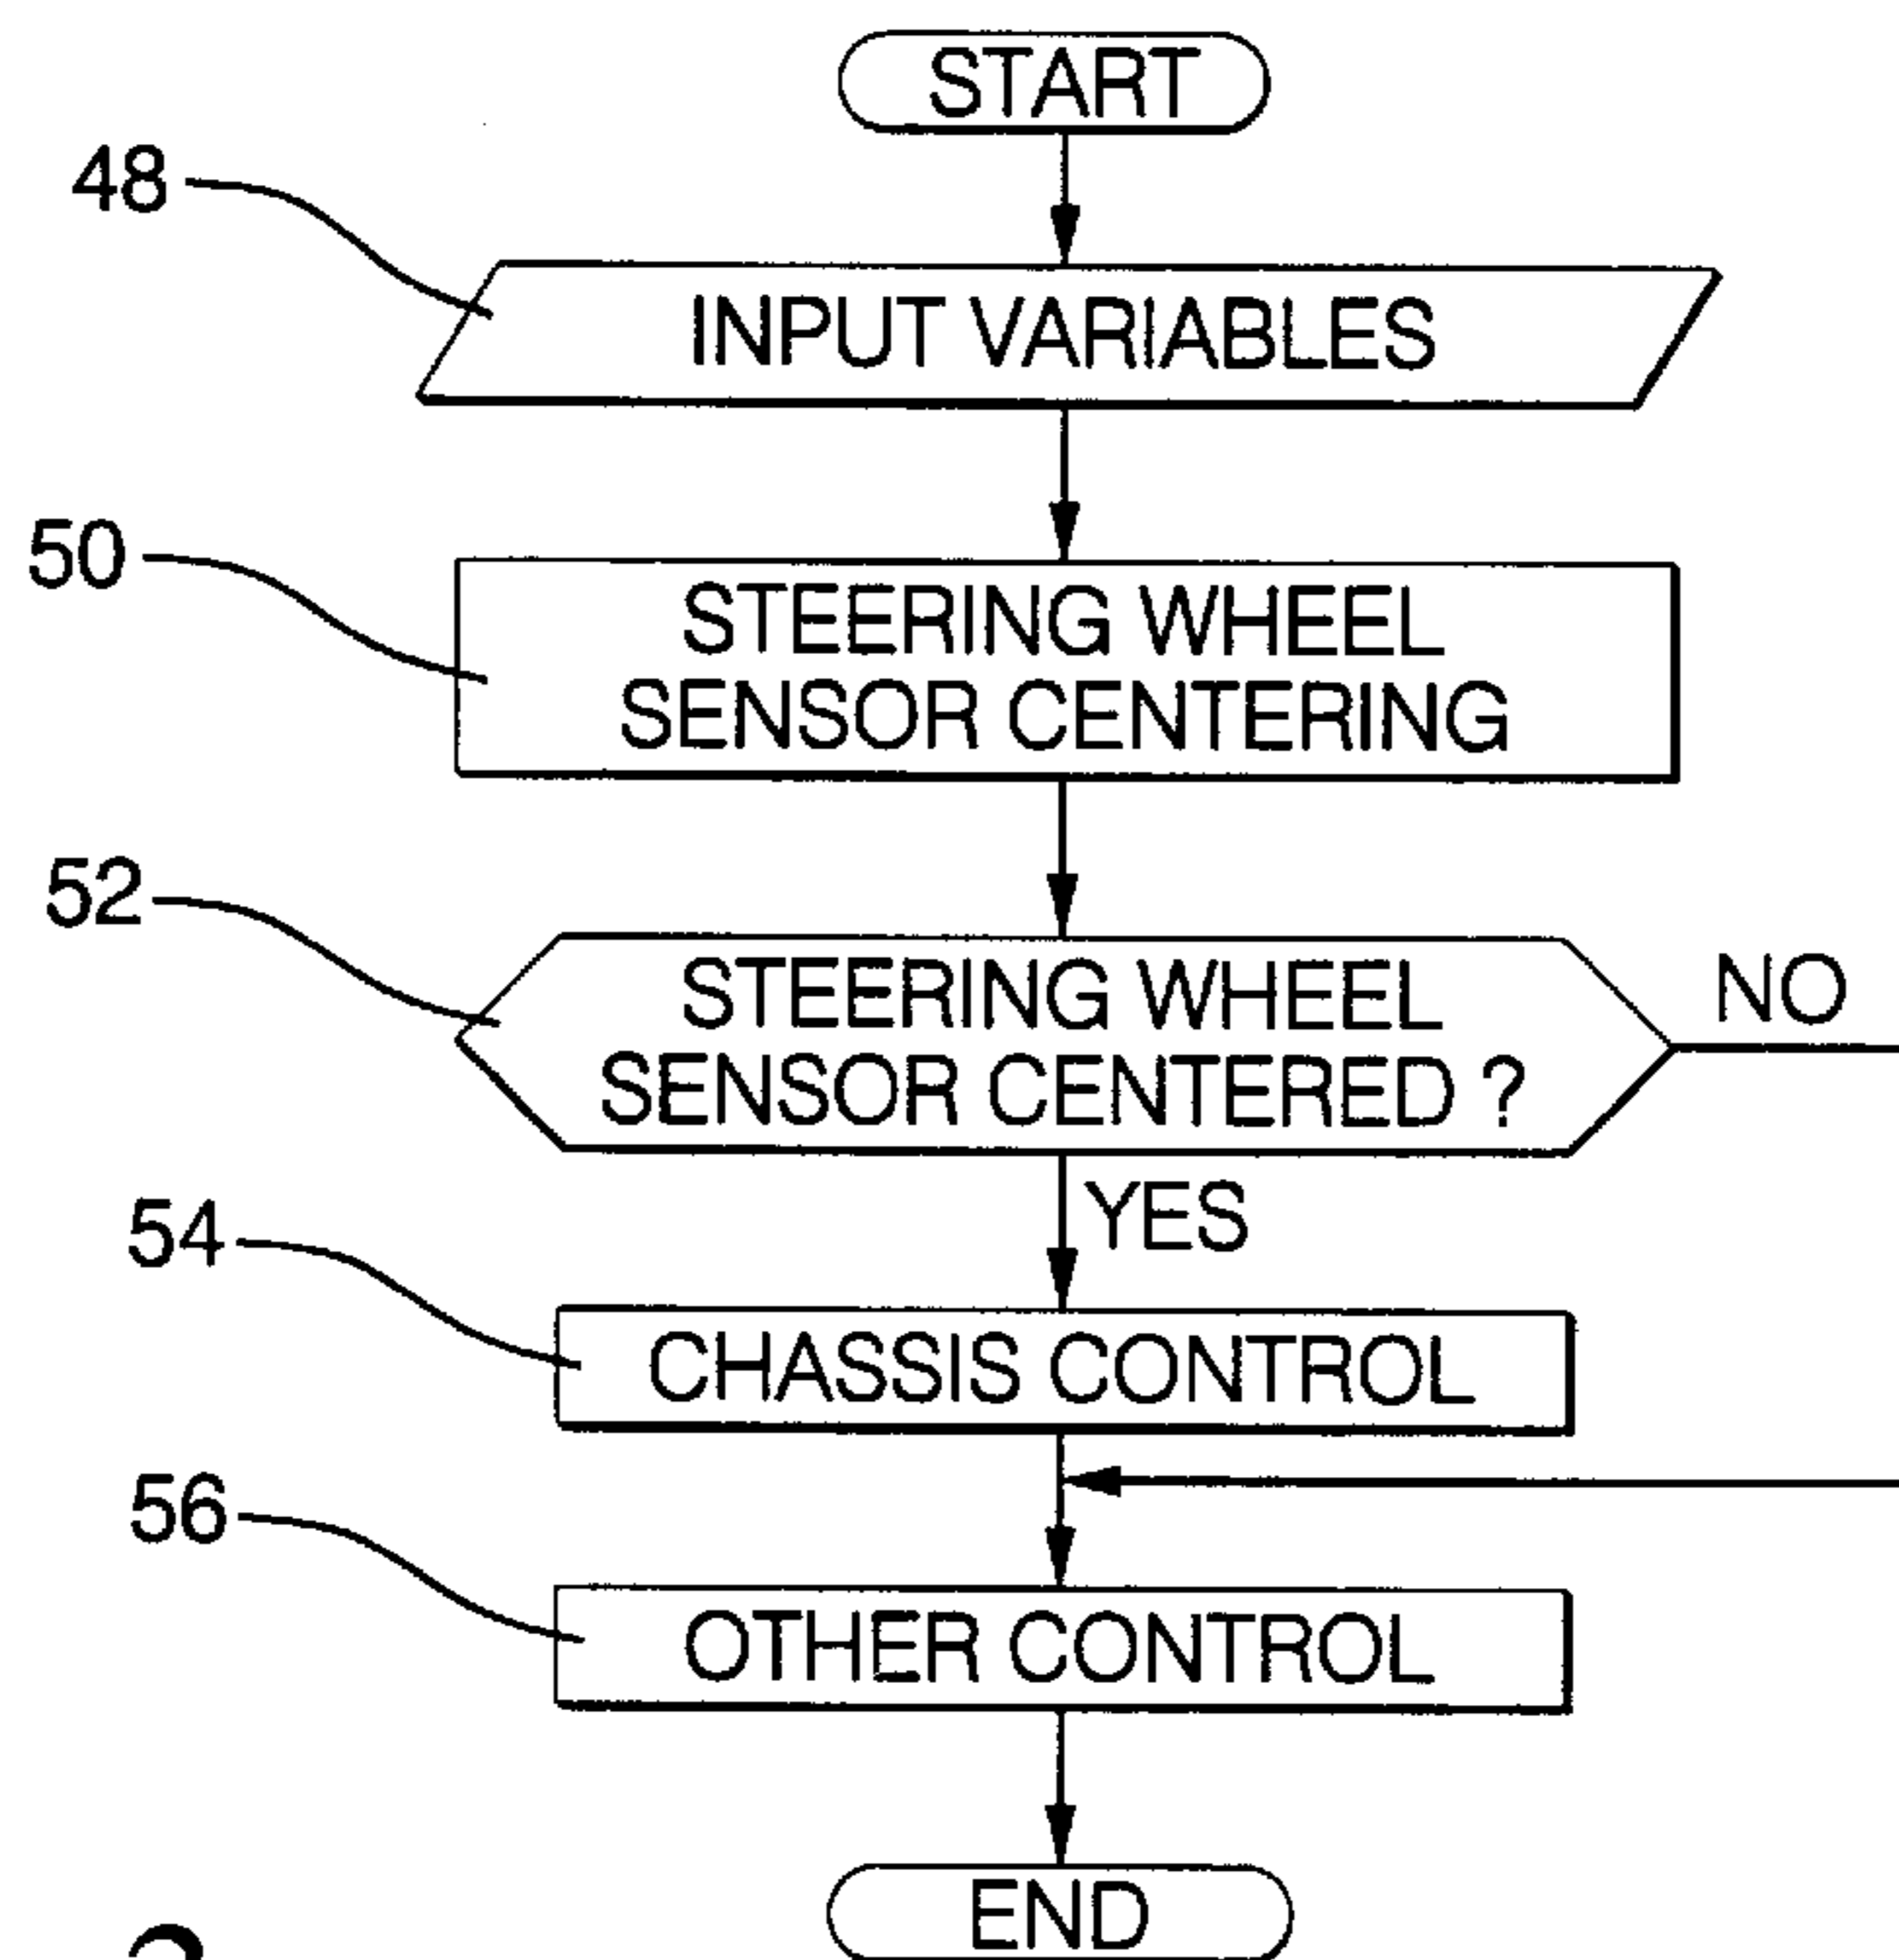 START
48
INPUT VARIABLES
50
STEERING WHEEL
SENSOR CENTERING
52
STEERING WHEEL
SENSOR CENTERED ?
NO
YES
54
CHASSIS CONTROL
56
OTHER CONTROL
END